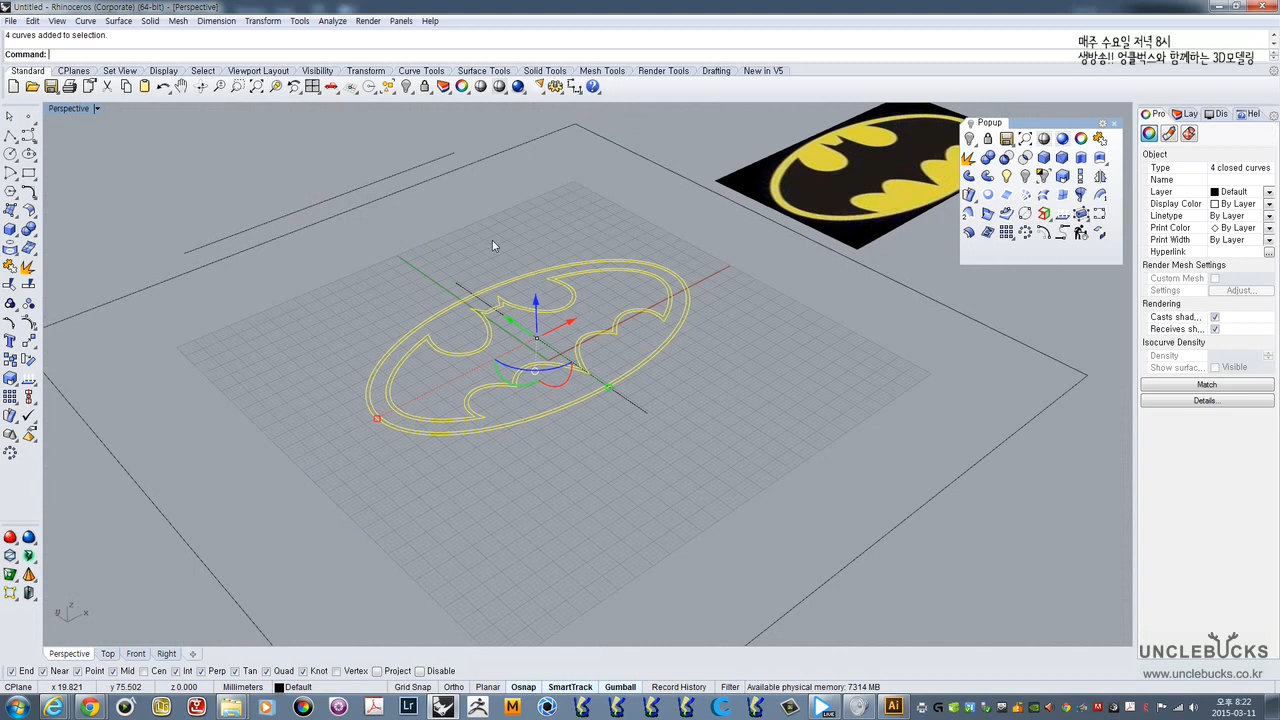 Untitled - Rhinoceros (Corporate) (64-bit) - [Perspective]
File Edit View Curve Surface Solid Mesh Dimension Transform Tools Analyze Render Panels Help
4 curves added to selection.
Command:
매주 수요일 저녁 8시
생방송!! 엉클벅스와 함께하는 3D모델링
Standard CPlanes Set View Display Select Viewport Layout Visibility Transform Curve Tools Surface Tools Solid Tools Mesh Tools Render Tools Drafting New in V5
Perspective
Popup
Pro Lay Dis Hel
Object
Type 4 closed curves
Name
Layer Default
Display Color By Layer
Linetype By Layer
Print Color By Layer
Print Width By Layer
Hyperlink
Render Mesh Settings
Custom Mesh
Settings Adjust...
Rendering
Casts shad...
Receives sh...
Isocurve Density
Density
Show surfac... Visible
Match
Details...
z
y x
Perspective Top Front Right
End Near Point Mid Cen Int Perp Tan Quad Knot Vertex Project Disable
CPlane x 19.821 y 75.502 z 0.000 Millimeters Default Grid Snap Ortho Planar Osnap SmartTrack Gumball Record History Filter Available physical memory: 7314 MB
UNCLEBUCKS
www.unclebucks.com
Lr M LIVE Ai
오후 8:22
2015-03-11